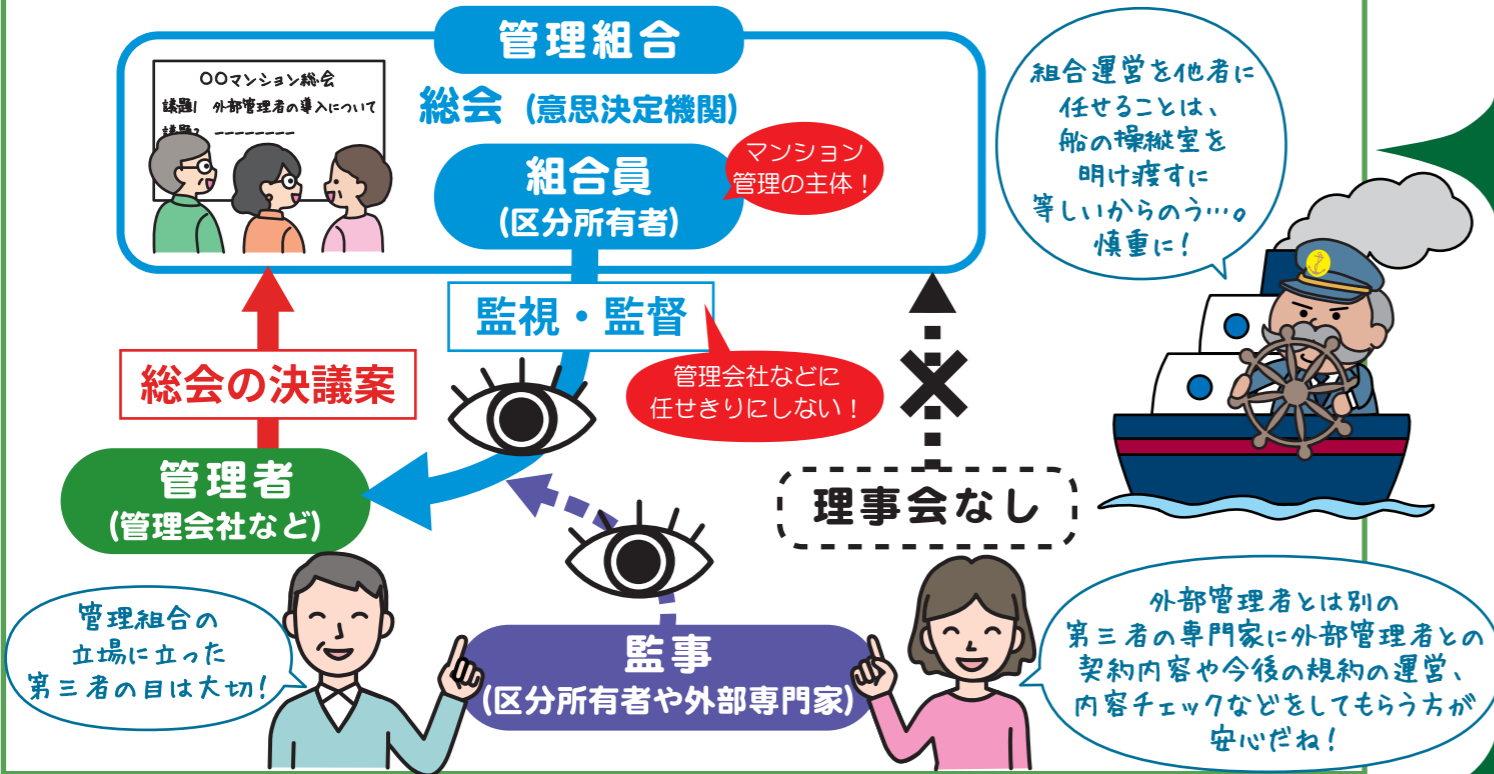 管理組合
総会 (意思決定機関)
〇〇マンション総会
議題1 外部管理者の導入について
議題2 --------
組合員
(区分所有者)
マンション
管理の主体!
組合運営を他者に
任せることは、
船の操縦室を
明け渡すに
等しいからのう…。
慎重に!
監視・監督
管理会社などに
任せきりにしない!
総会の決議案
管理者
(管理会社など)
理事会なし
管理組合の
立場に立った
第三者の目は大切!
監事
(区分所有者や外部専門家)
外部管理者とは別の
第三者の専門家に外部管理者との
契約内容や今後の規約の運営、
内容チェックなどをしてもらう方が
安心だね!